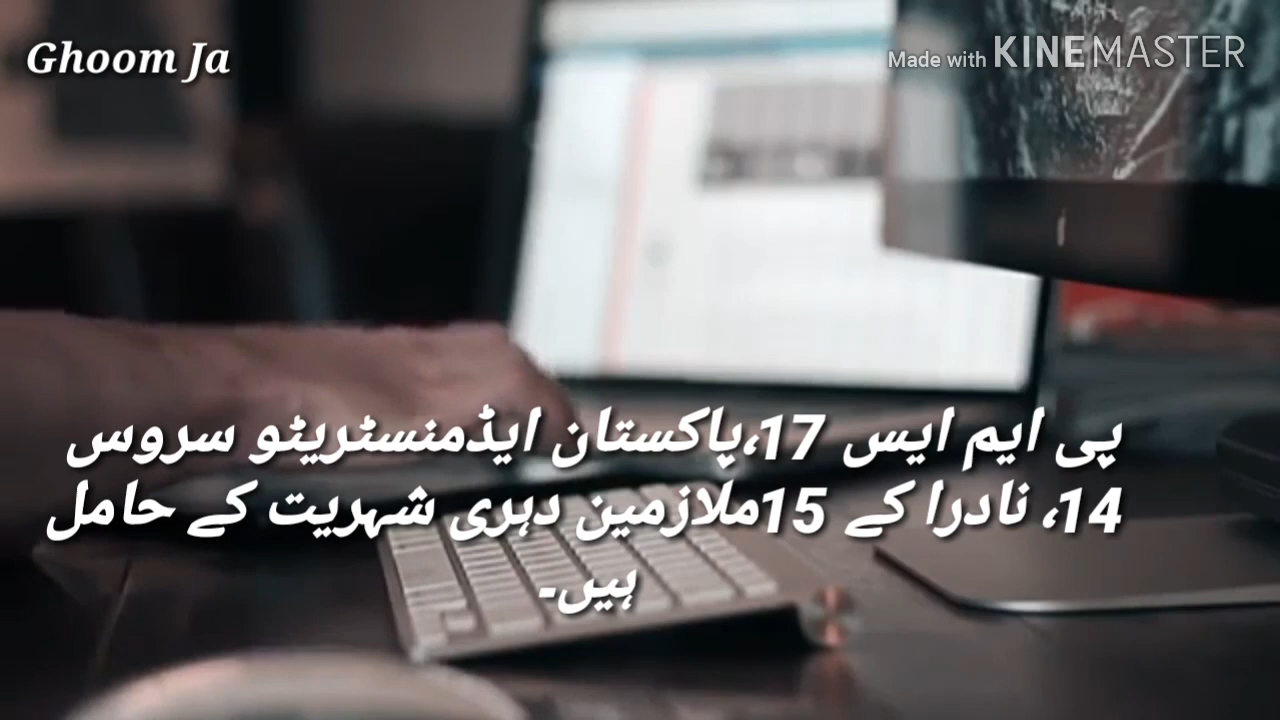 Ghoom Ja
Made with KINEMASTER
پی ایم ایس 17،پاکستان ایڈمنسٹریٹو سروس
14، نادرا کے 15ملازمین دہری شہریت کے حامل
ہیں۔